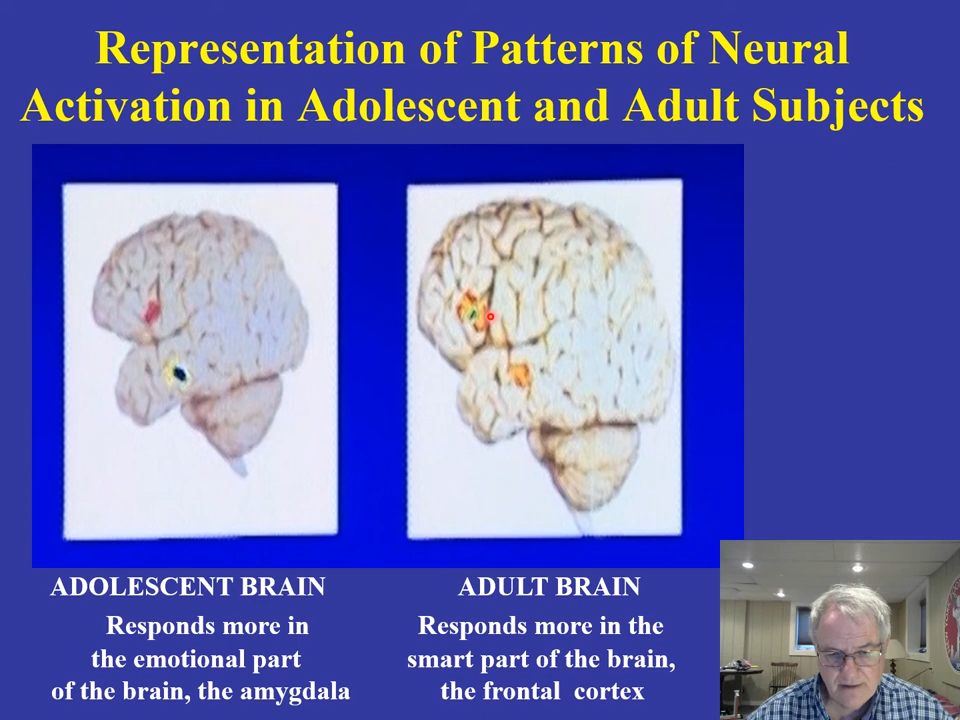 Representation of Patterns of Neural
Activation in Adolescent and Adult Subjects
ADOLESCENT BRAIN
Responds more in
the emotional part
of the brain, the amygdala
ADULT BRAIN
Responds more in the
smart part of the brain,
the frontal cortex